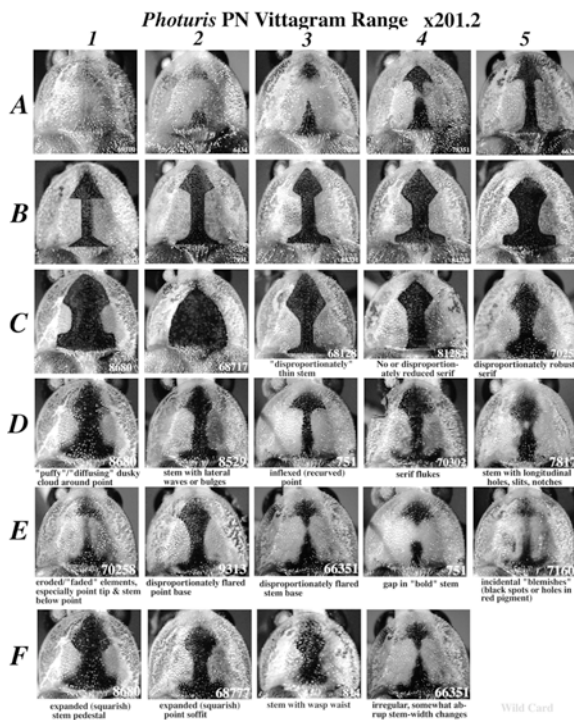 Photuris PN Vittagram Range x201.2
1 2 3 4 5
A
B
C
8680 68717 68128 81284
"disproportionately"
thin stem
No or disproportion-
ately reduced serif
disproportionately robust
serif
D
8680 8529 751 70302
"puffy"/"diffusing" dusky
cloud around point
stem with lateral
waves or bulges
inflexed (recurved)
point
serif flukes
stem with longitudinal
holes, slits, notches
E
70258 9313 66351 751
eroded/"faded" elements,
especially point tip & stem
below point
disproportionately flared
point base
disproportionately flared
stem base
gap in "bold" stem
incidental "blemishes"
(black spots or holes in
red pigment)
F
8680 68777 66351
expanded (squarish)
stem pedestal
expanded (squarish)
point soffit
stem with wasp waist
irregular, somewhat ab-
rup stem-width changes
Wild Card